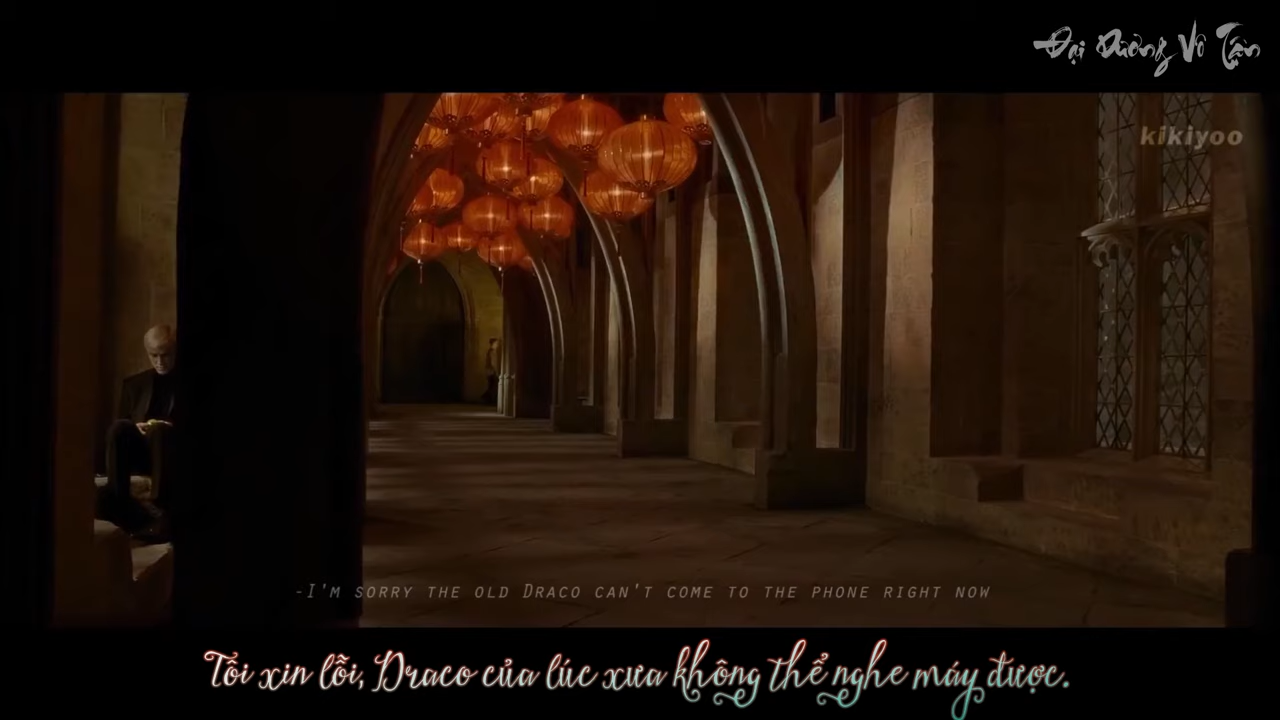 Đại Dương Vô Tận
kikiyoo
-I'M SORRY THE OLD DRACO CAN'T COME TO THE PHONE RIGHT NOW
Tôi xin lỗi, Draco của lúc xưa không thể nghe máy được.